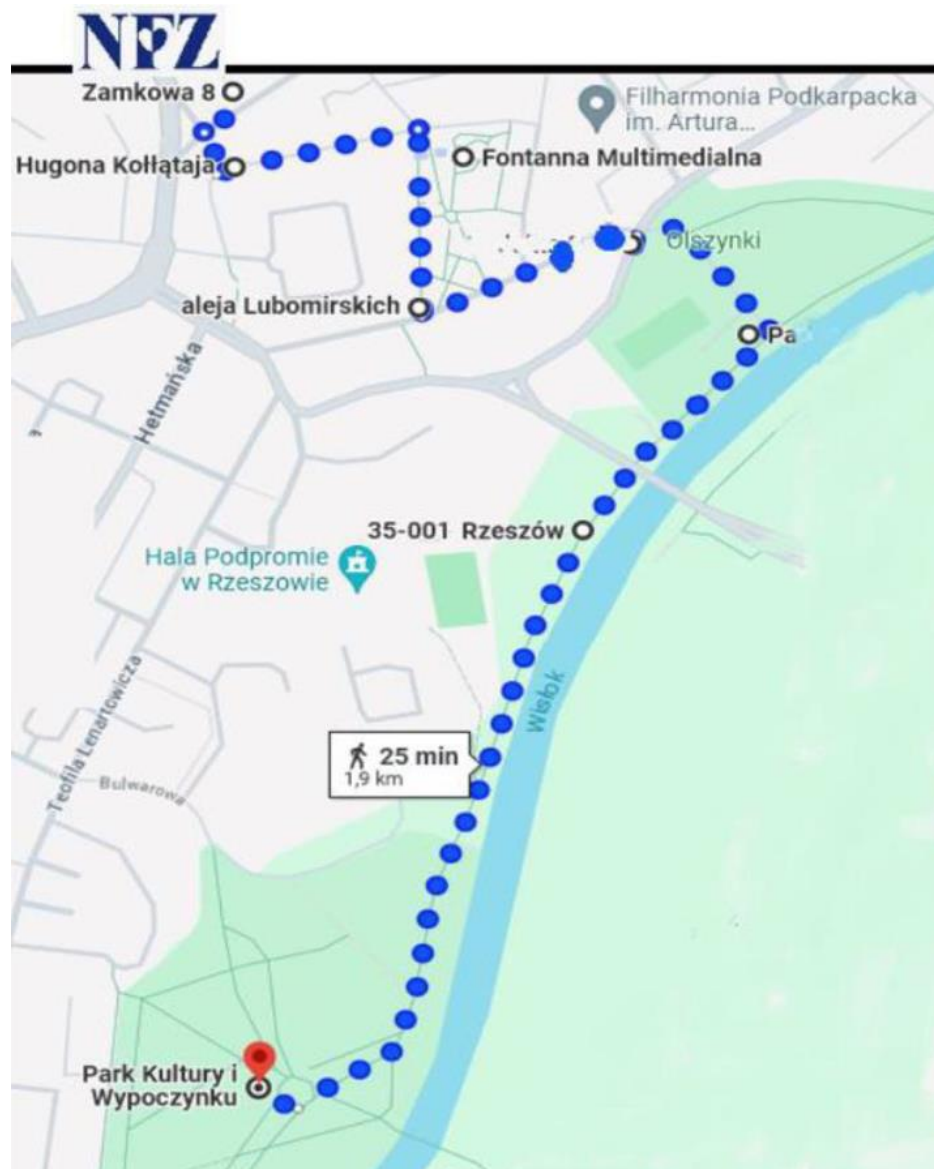 NFZ
Zamkowa 8
Filharmonia Podkarpacka
im. Artura...
Hugona Kołłątaja
Fontanna Multimedialna
Olszynki
aleja Lubomirskich
Pa
Hetmańska
35-001 Rzeszów
Hala Podpromie
w Rzeszowie
Wisłok
25 min
1,9 km
Teofila Lenartowicza
Bulwarowa
Park Kultury i
Wypoczynku